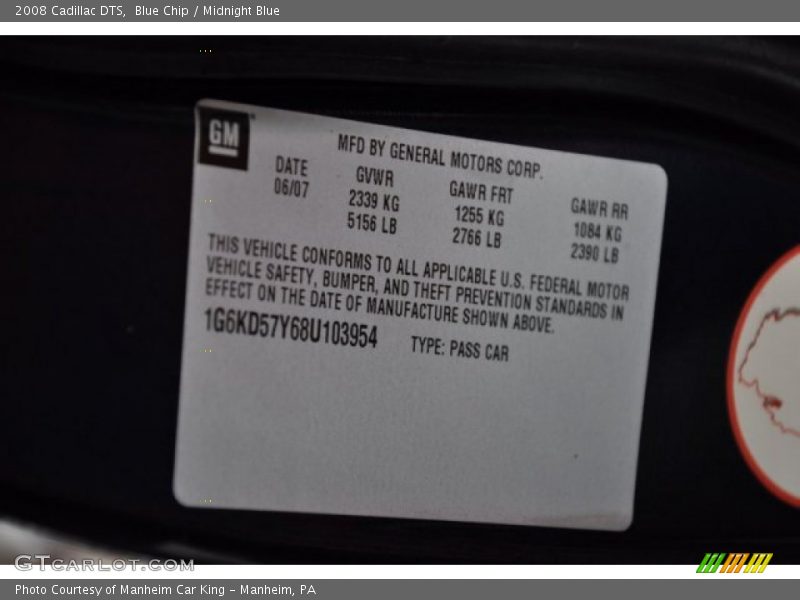 2008 Cadillac DTS, Blue Chip / Midnight Blue
GM
MFD BY GENERAL MOTORS CORP.
DATE GVWR GAWR FRT GAWR RR
06/07 2339 KG 1255 KG 1084 KG
5156 LB 2766 LB 2390 LB
THIS VEHICLE CONFORMS TO ALL APPLICABLE U.S. FEDERAL MOTOR
VEHICLE SAFETY, BUMPER, AND THEFT PREVENTION STANDARDS IN
EFFECT ON THE DATE OF MANUFACTURE SHOWN ABOVE.
1G6KD57Y68U103954 TYPE: PASS CAR
GTCARLOT.COM
Photo Courtesy of Manheim Car King - Manheim, PA